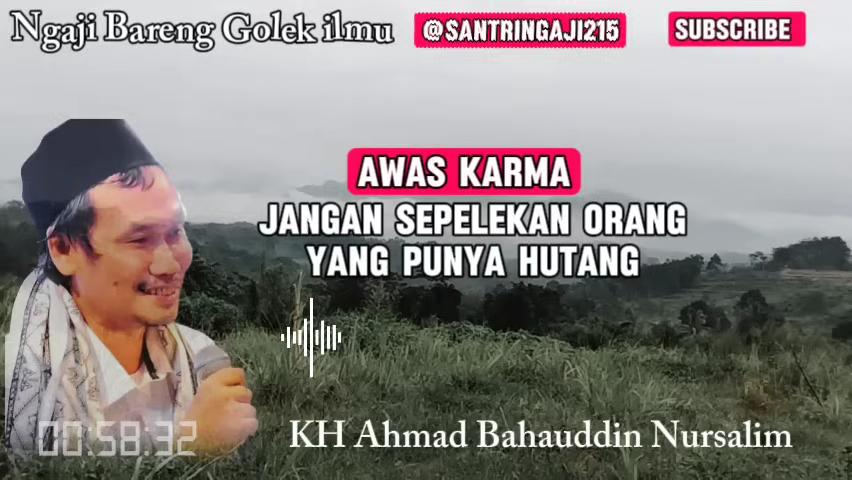 Ngaji Bareng Golek ilmu
@SANTRINGAJI215
SUBSCRIBE
AWAS KARMA
JANGAN SEPELEKAN ORANG
YANG PUNYA HUTANG
00:58:32
KH Ahmad Bahauddin Nursalim